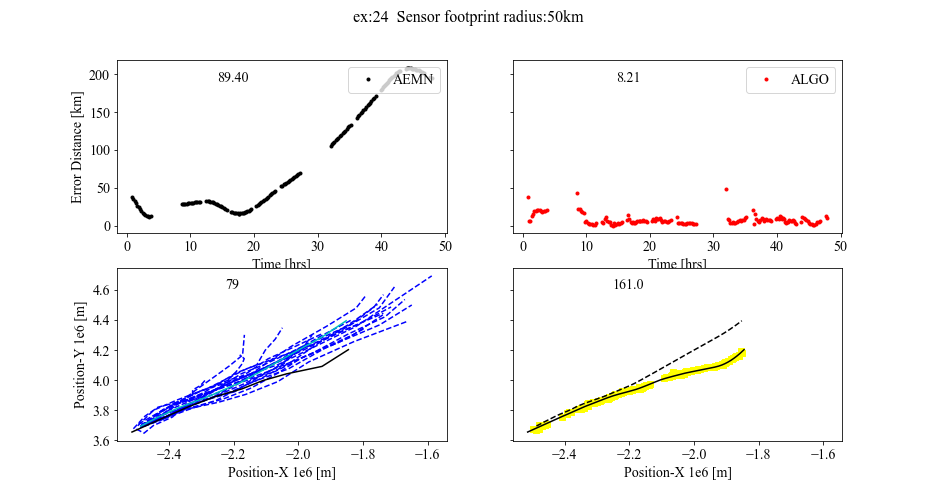 ex:24  Sensor footprint radius:50km
89.40
AEMN
200
150
100
50
0
Error Distance [km]
0 10 20 30 40 50
Time [hrs]
8.21
ALGO
0 10 20 30 40 50
Time [hrs]
79
4.6
4.4
4.2
4.0
3.8
3.6
Position-Y 1e6 [m]
−2.4 −2.2 −2.0 −1.8 −1.6
Position-X 1e6 [m]
161.0
−2.4 −2.2 −2.0 −1.8 −1.6
Position-X 1e6 [m]